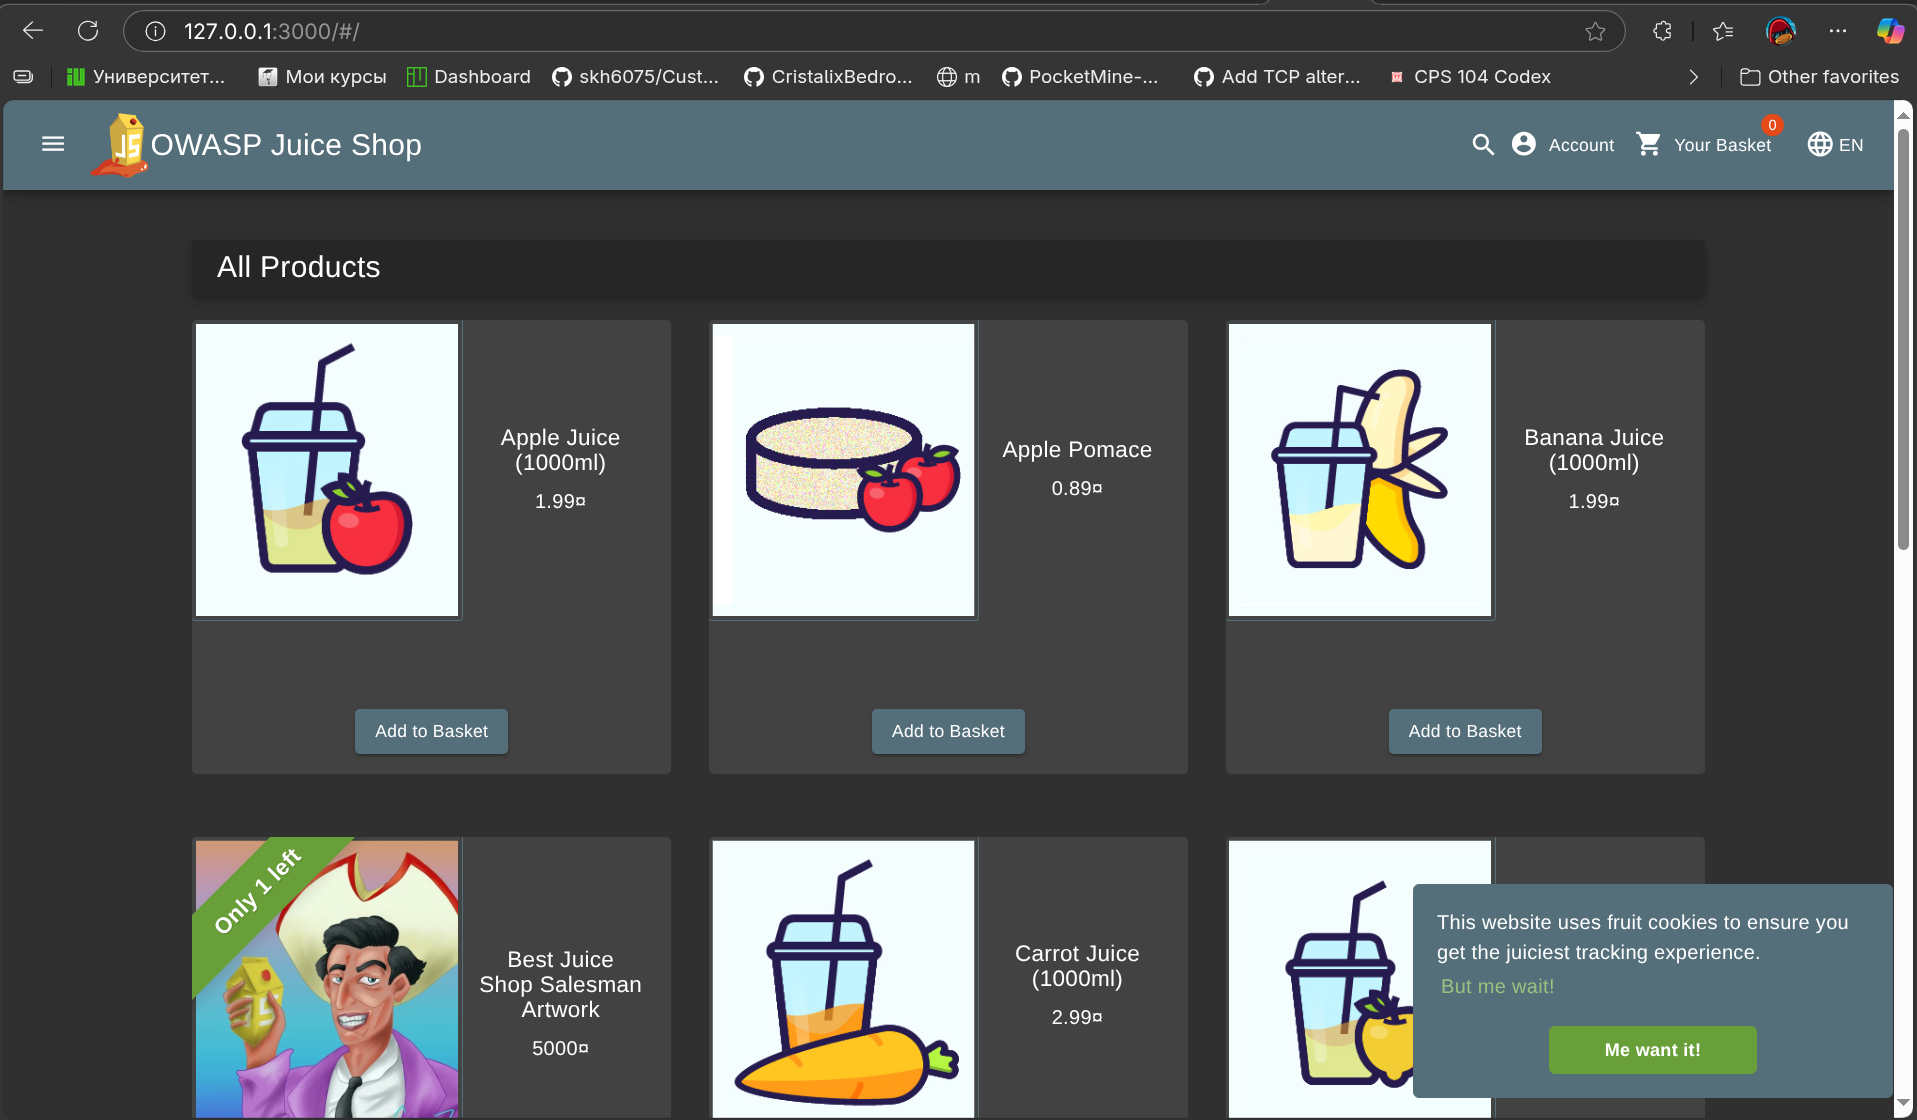 127.0.0.1:3000/#/
Университет... Мои курсы Dashboard skh6075/Cust... CristalixBedro... m PocketMine-... Add TCP alter... CPS 104 Codex Other favorites
JS OWASP Juice Shop Account Your Basket 0 EN
All Products
Apple Juice
(1000ml)
1.99¤
Add to Basket
Apple Pomace
0.89¤
Add to Basket
Banana Juice
(1000ml)
1.99¤
Add to Basket
Only 1 left
Best Juice
Shop Salesman
Artwork
5000¤
Carrot Juice
(1000ml)
2.99¤
This website uses fruit cookies to ensure you
get the juiciest tracking experience.
But me wait!
Me want it!